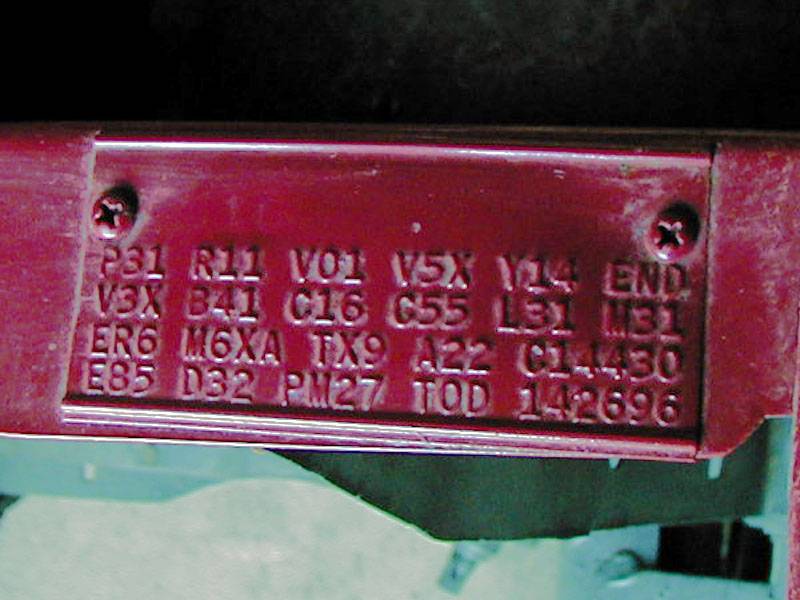 P31 R11 V01 V5X Y14 END
V3X B41 C16 C55 L31 M31
ER6 M6XA TX9 A22 C14430
E85 D32 PM27 TOD 142696